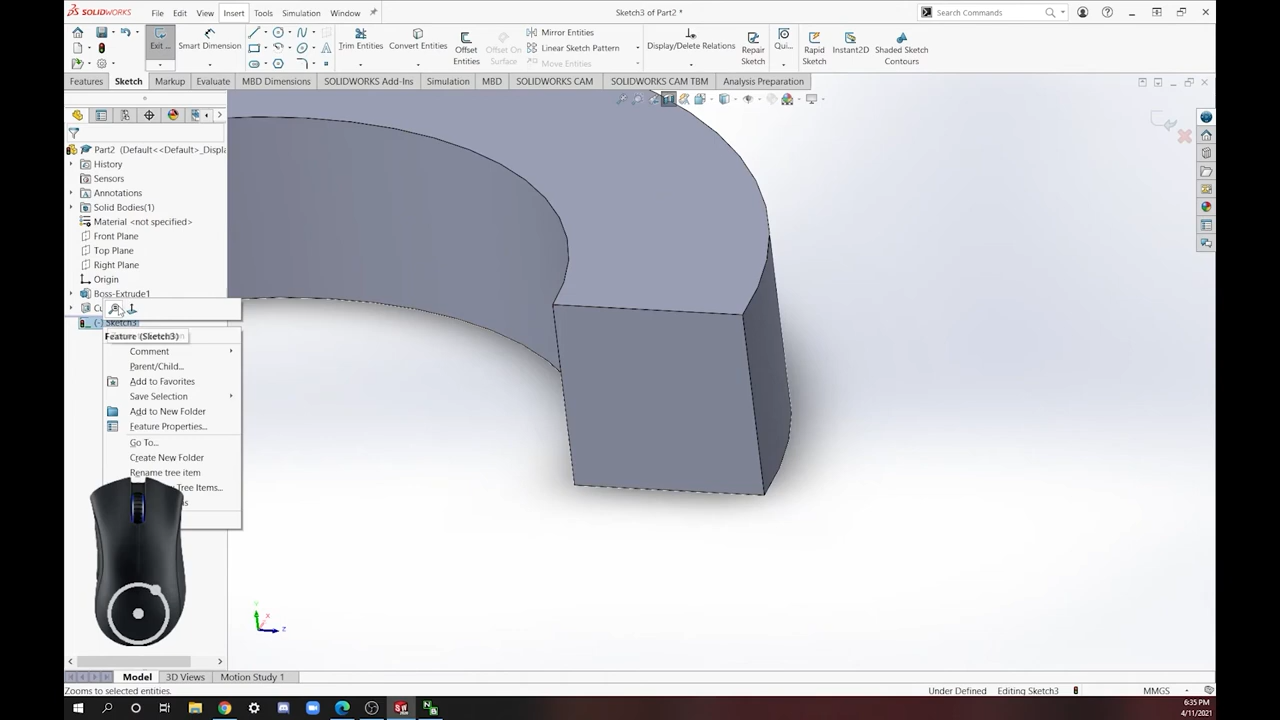 SOLIDWORKS
File
Edit
View
Insert
Tools
Simulation
Window
Sketch3 of Part2 *
Search Commands
Exit ...
Smart Dimension
Trim Entities
Convert Entities
Offset Entities
Offset On Surface
Mirror Entities
Linear Sketch Pattern
Move Entities
Display/Delete Relations
Repair Sketch
Qui...
Rapid Sketch
Instant2D
Shaded Sketch Contours
Features
Sketch
Markup
Evaluate
MBD Dimensions
SOLIDWORKS Add-Ins
Simulation
MBD
SOLIDWORKS CAM
SOLIDWORKS CAM TBM
Analysis Preparation
Part2 (Default<<Default>_Displa
History
Sensors
Annotations
Solid Bodies(1)
Material <not specified>
Front Plane
Top Plane
Right Plane
Origin
Boss-Extrude1
Cu
(-) Sketch3
Feature (Sketch3)
Comment
Parent/Child...
Add to Favorites
Save Selection
Add to New Folder
Feature Properties...
Go To...
Create New Folder
Rename tree item
Tree Items...
Y
X
Z
Model
3D Views
Motion Study 1
Zooms to selected entities.
Under Defined
Editing Sketch3
MMGS
6:35 PM
4/11/2021